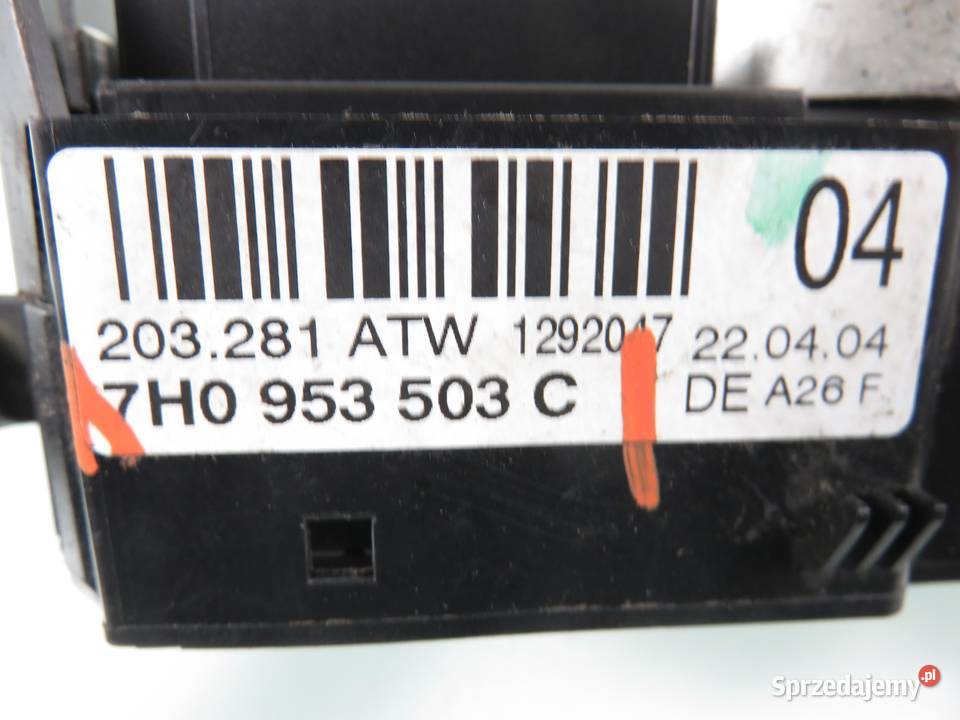 04
203.281 ATW 1292047 22.04.04
7H0 953 503 C DE A26 F
Sprzedajemy.pl